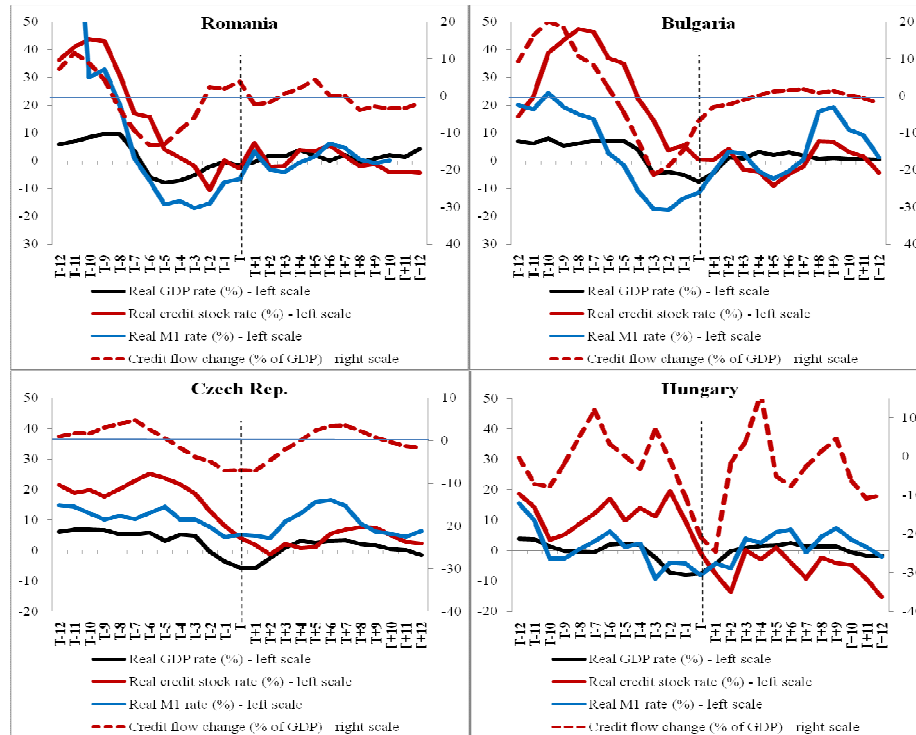 Romania
50
40
30
20
10
0
-10
-20
30
20
10
0
-10
-20
-30
-40
T-12
T-11
T-10
T-9
T-8
T-7
T-6
T-5
T-4
T-3
T-2
T-1
T
T+1
T+2
T+3
T+4
T+5
T+6
T+7
T+8
T+9
Real GDP rate (%) - left scale
Real credit stock rate (%) - left scale
Real M1 rate (%) - left scale
Credit flow change (% of GDP) right scale
Bulgaria
50
40
30
20
10
0
-10
-20
30
20
10
0
-10
-20
-30
-40
T-12
T-11
T-10
T-9
T-8
T-7
T-6
T-5
T-4
T-3
T-2
T-1
T
T+1
T+2
T+3
T+4
T+5
T+6
T+7
T+8
T+9
Real GDP rate (%) - left scale
Real credit stock rate (%) - left scale
Real M1 rate (%) - left scale
Credit flow change (% of GDP) right scale
Czech Rep.
50
40
30
20
10
0
-10
-20
10
0
-10
-20
-30
-40
T-12
T-11
T-10
T-9
T-8
T-7
T-6
T-5
T-4
T-3
T-2
T-1
T
T+1
T+2
T+3
T+4
T+5
T+6
T+7
T+8
T+9
Real GDP rate (%) - left scale
Real credit stock rate (%) - left scale
Real M1 rate (%) - left scale
Credit flow change (% of GDP) right scale
Hungary
50
40
30
20
10
0
-10
-20
10
0
-10
-20
-30
-40
T-12
T-11
T-10
T-9
T-8
T-7
T-6
T-5
T-4
T-3
T-2
T-1
T
T+1
T+2
T+3
T+4
T+5
T+6
T+7
T+8
T+9
Real GDP rate (%) - left scale
Real credit stock rate (%) - left scale
Real M1 rate (%) - left scale
Credit flow change (% of GDP) right scale